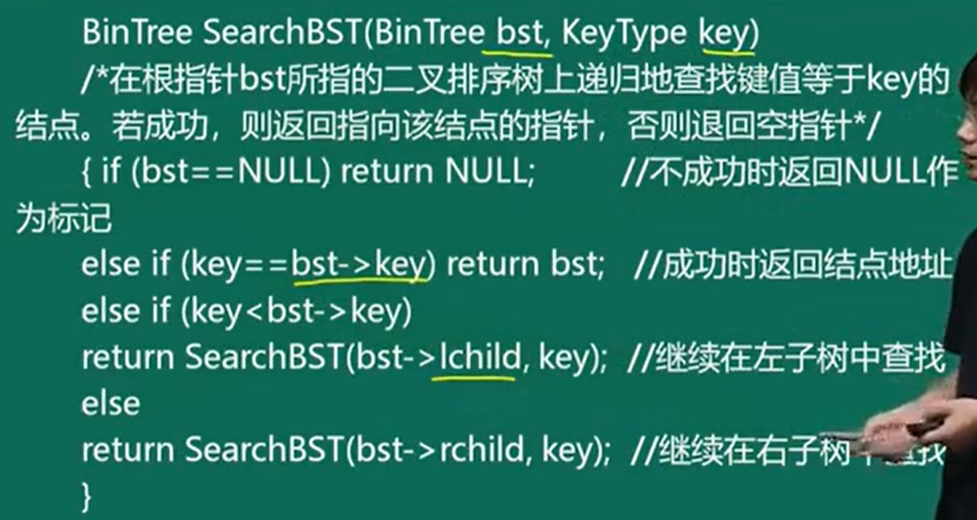 BinTree SearchBST(BinTree bst, KeyType key)
/*在根指针bst所指的二叉排序树上递归地查找键值等于key的
结点。若成功，则返回指向该结点的指针，否则退回空指针*/
{ if (bst==NULL) return NULL; //不成功时返回NULL作
为标记
else if (key==bst->key) return bst; //成功时返回结点地址
else if (key<bst->key)
return SearchBST(bst->lchild, key); //继续在左子树中查找
else
return SearchBST(bst->rchild, key); //继续在右子树中查找
}